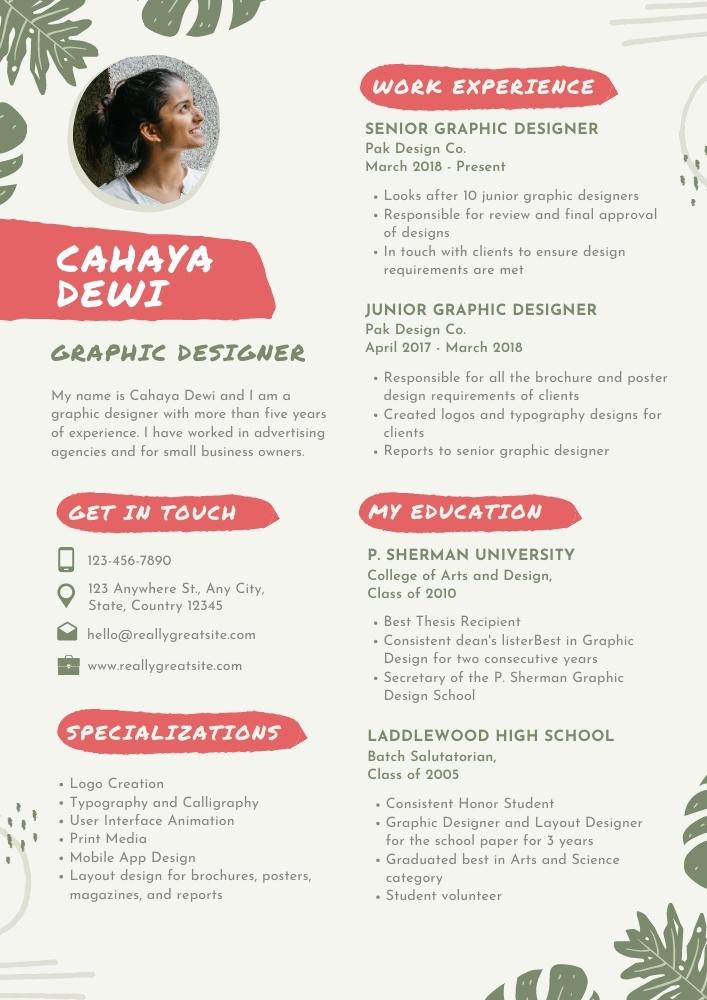 CAHAYA
DEWI
GRAPHIC DESIGNER
My name is Cahaya Dewi and I am a
graphic designer with more than five years
of experience. I have worked in advertising
agencies and for small business owners.
GET IN TOUCH
123-456-7890
123 Anywhere St., Any City,
State, Country 12345
hello@reallygreatsite.com
www.reallygreatsite.com
SPECIALIZATIONS
• Logo Creation
• Typography and Calligraphy
• User Interface Animation
• Print Media
• Mobile App Design
• Layout design for brochures, posters,
magazines, and reports
WORK EXPERIENCE
SENIOR GRAPHIC DESIGNER
Pak Design Co.
March 2018 - Present
• Looks after 10 junior graphic designers
• Responsible for review and final approval
of designs
• In touch with clients to ensure design
requirements are met
JUNIOR GRAPHIC DESIGNER
Pak Design Co.
April 2017 - March 2018
• Responsible for all the brochure and poster
design requirements of clients
• Created logos and typography designs for
clients
• Reports to senior graphic designer
MY EDUCATION
P. SHERMAN UNIVERSITY
College of Arts and Design,
Class of 2010
• Best Thesis Recipient
• Consistent dean's listerBest in Graphic
Design for two consecutive years
• Secretary of the P. Sherman Graphic
Design School
LADDLEWOOD HIGH SCHOOL
Batch Salutatorian,
Class of 2005
• Consistent Honor Student
• Graphic Designer and Layout Designer
for the school paper for 3 years
• Graduated best in Arts and Science
category
• Student volunteer